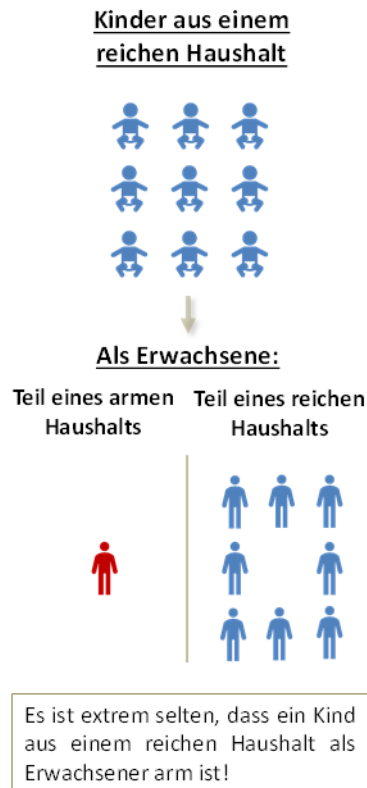 Kinder aus einem
reichen Haushalt
Als Erwachsene:
Teil eines armen
Haushalts
Teil eines reichen
Haushalts
Es ist extrem selten, dass ein Kind
aus einem reichen Haushalt als
Erwachsener arm ist!